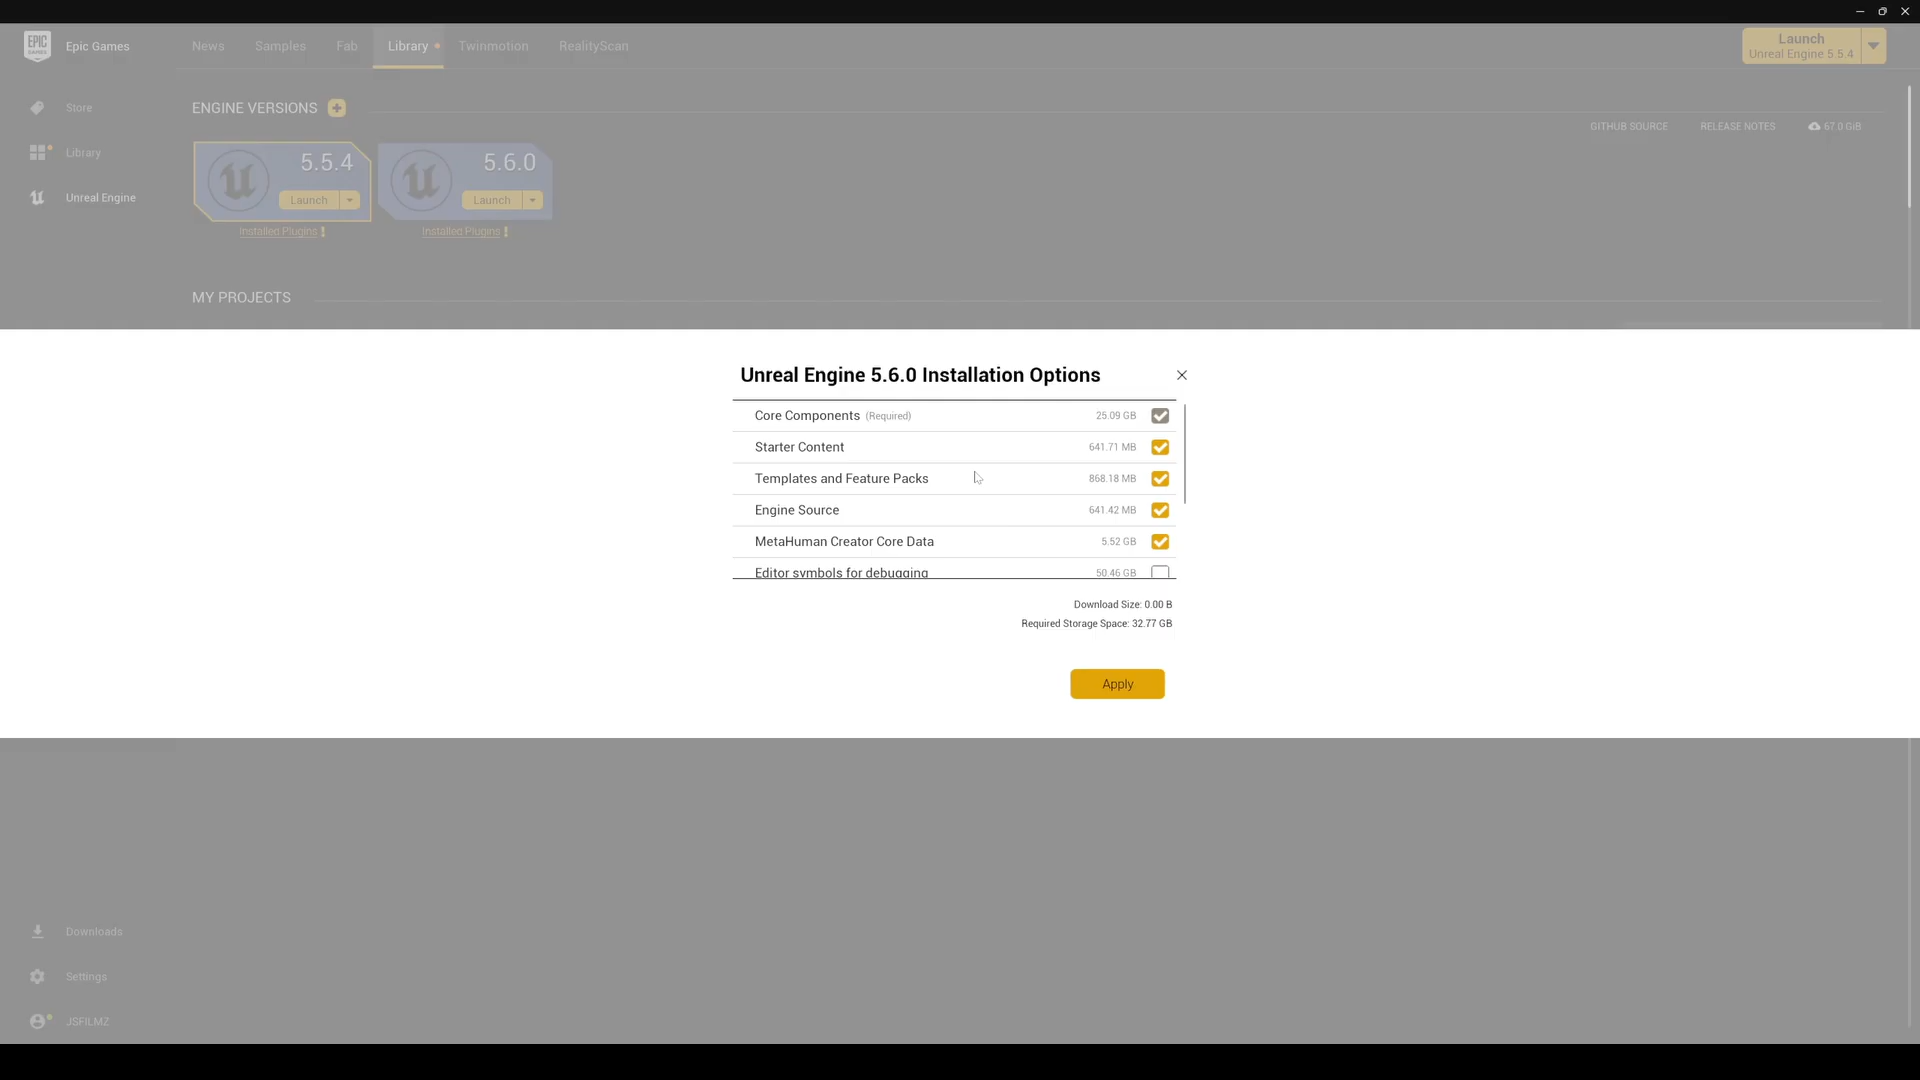 EPIC GAMES
Epic Games
News
Samples
Fab
Library
Twinmotion
RealityScan
Launch
Unreal Engine 5.5.4
Store
Library
Unreal Engine
ENGINE VERSIONS
GITHUB SOURCE
RELEASE NOTES
67.0 GiB
5.5.4
Launch
Installed Plugins !
5.6.0
Launch
Installed Plugins !
MY PROJECTS
Unreal Engine 5.6.0 Installation Options
Core Components (Required) 25.09 GB
Starter Content 641.71 MB
Templates and Feature Packs 868.18 MB
Engine Source 641.42 MB
MetaHuman Creator Core Data 5.52 GB
Editor symbols for debugging 50.46 GB
Download Size: 0.00 B
Required Storage Space: 32.77 GB
Apply
Downloads
Settings
JSFILMZ